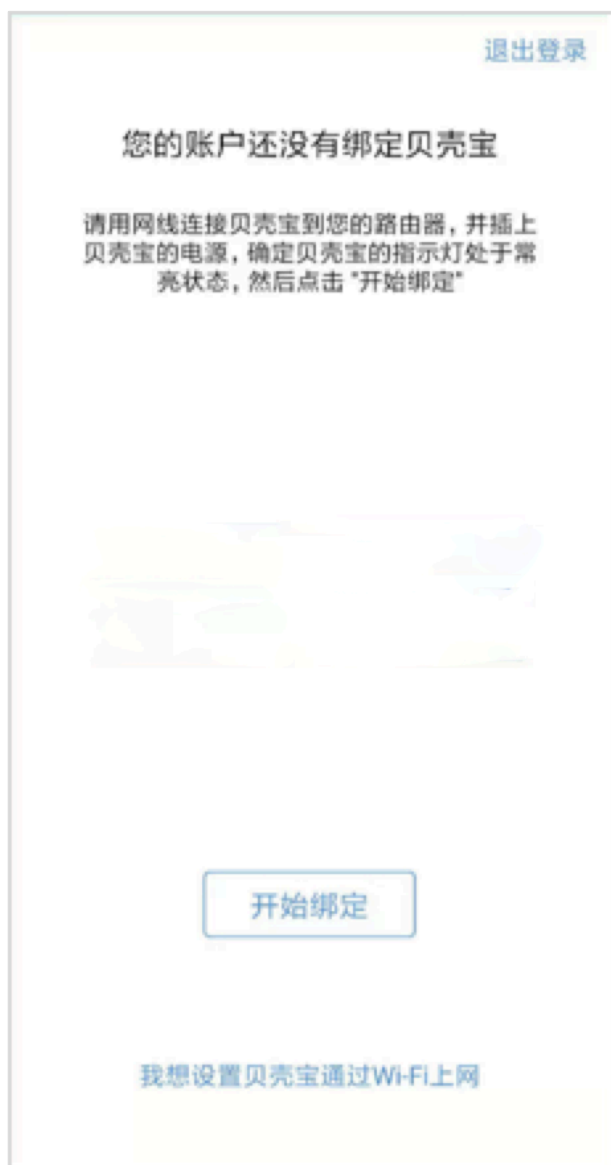 退出登录
您的账户还没有绑定贝壳宝
请用网线连接贝壳宝到您的路由器，并插上
贝壳宝的电源，确定贝壳宝的指示灯处于常
亮状态，然后点击 "开始绑定"
开始绑定
我想设置贝壳宝通过Wi-Fi上网